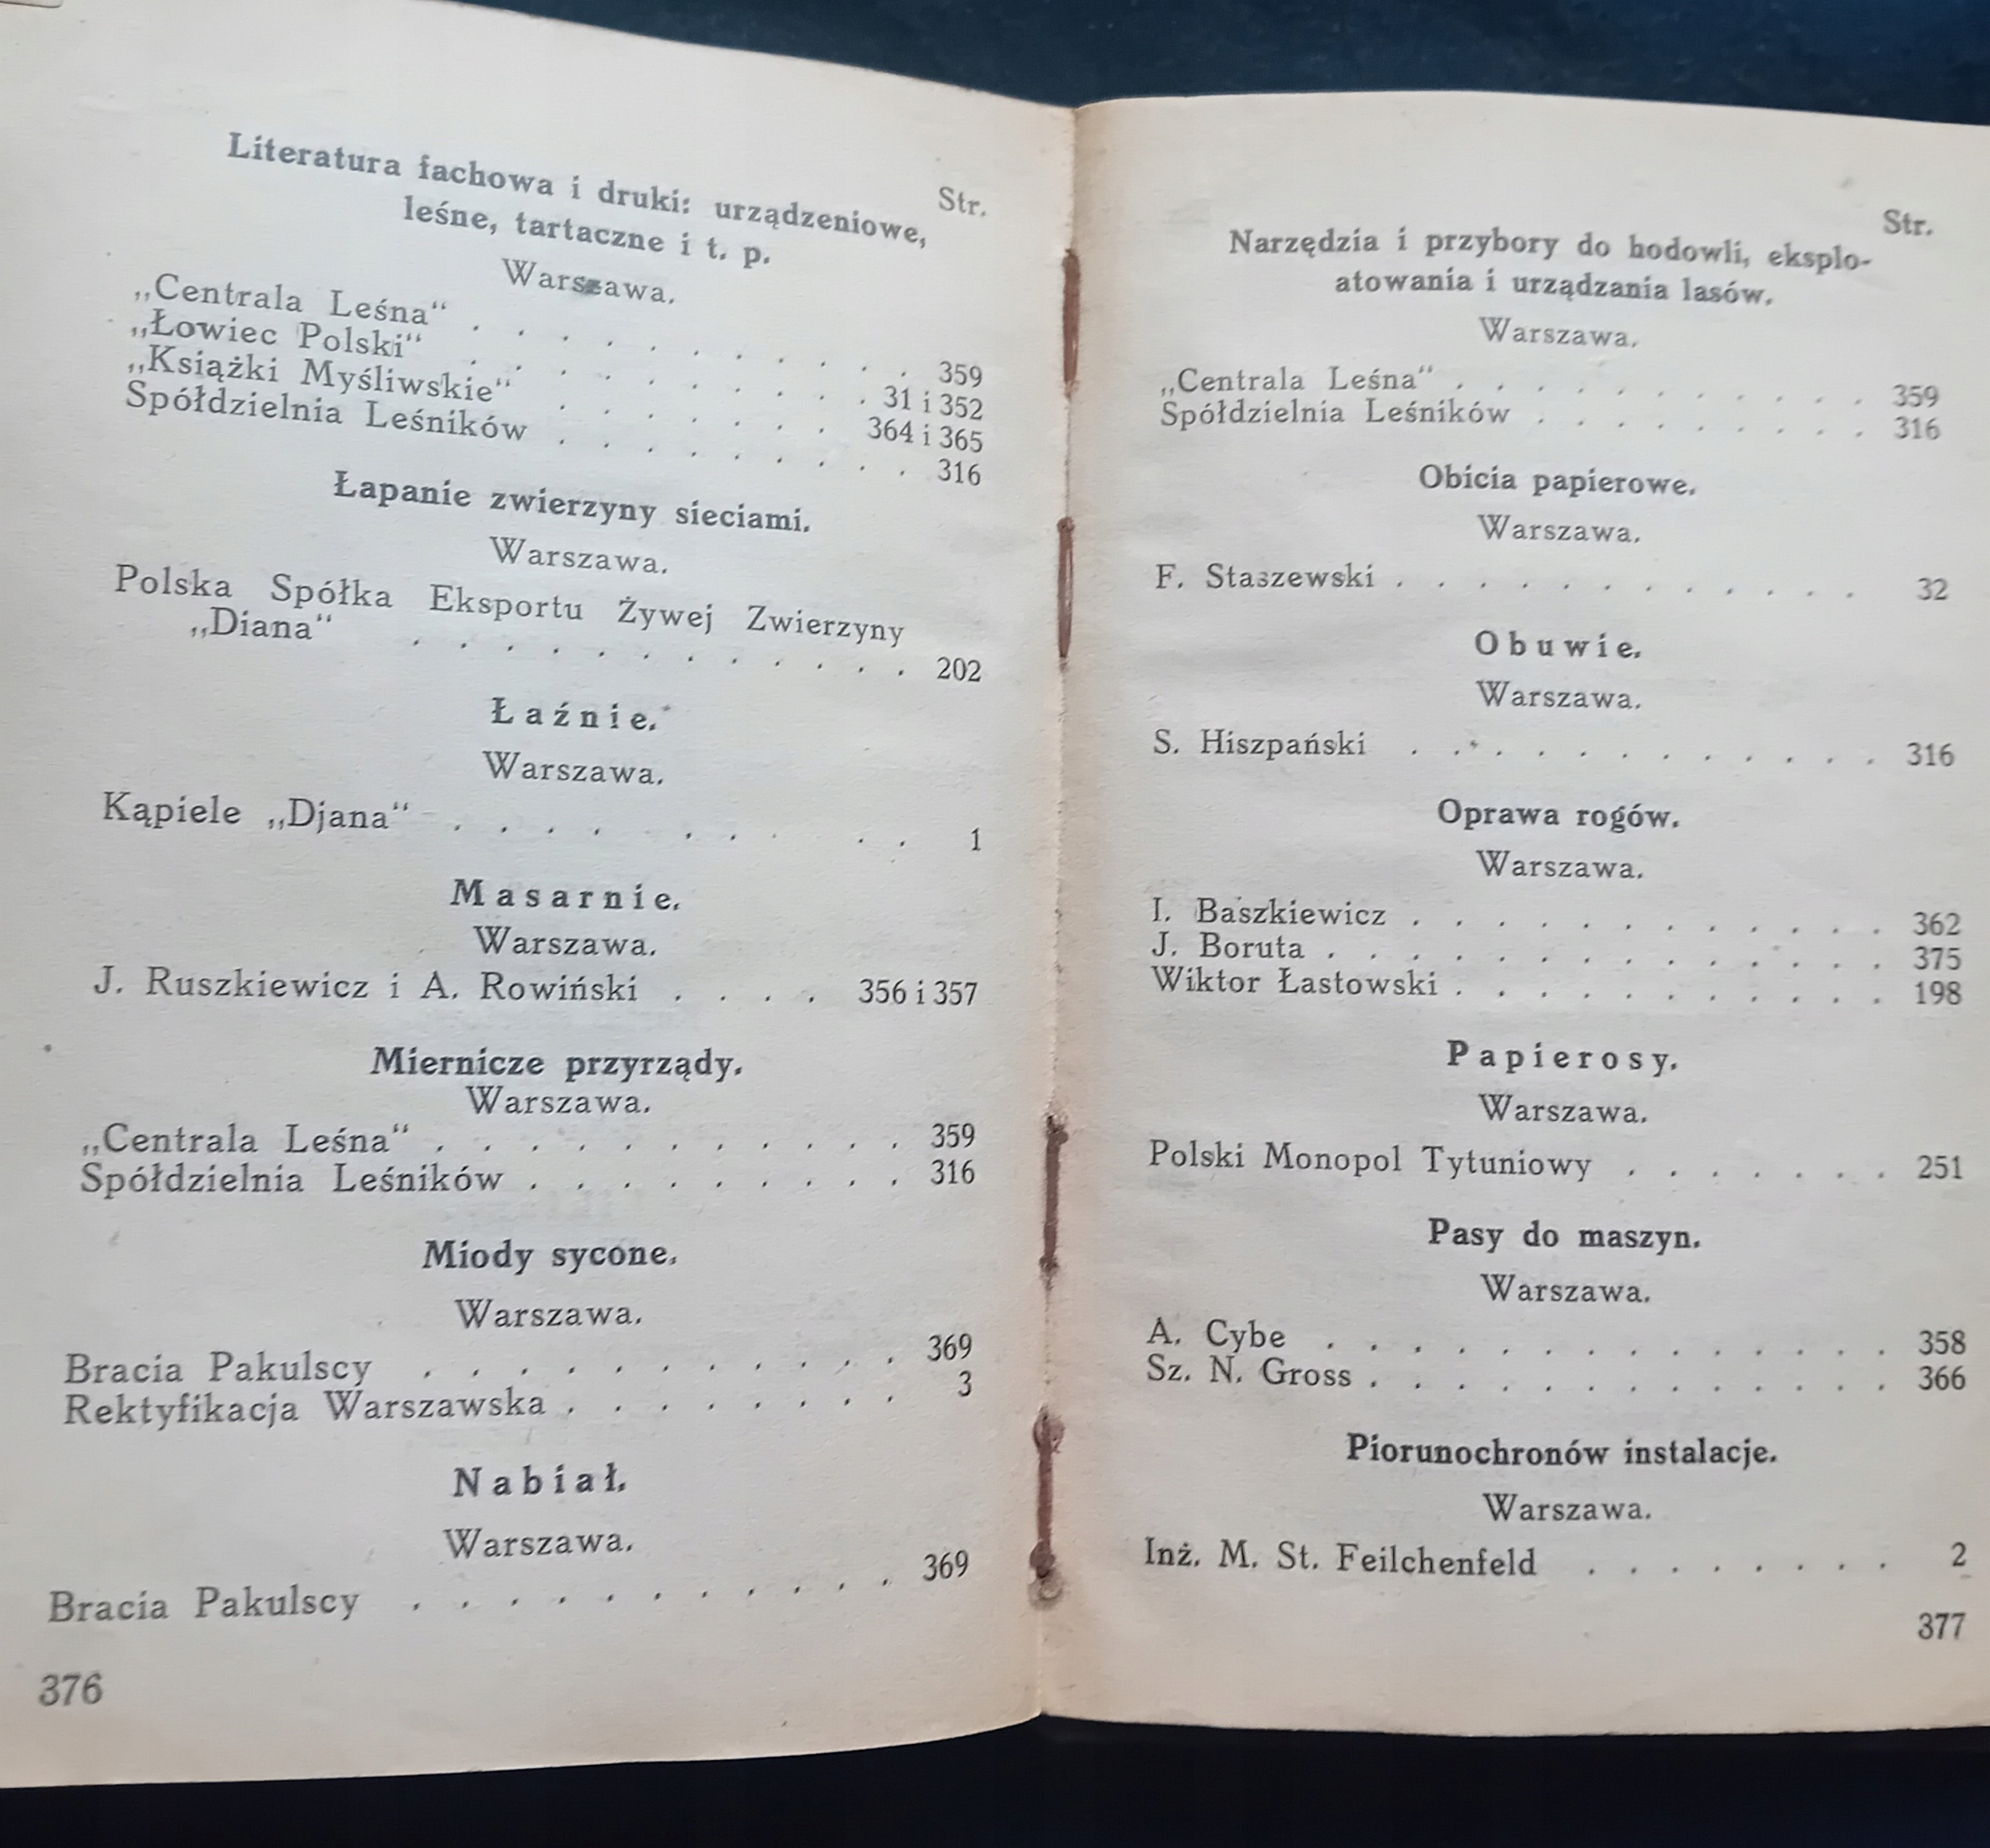 Str.
Literatura fachowa i druki: urządzeniowe,
leśne, tartaczne i t. p.
Warszawa.
„Centrala Leśna“ . . . . . . . . . . 359
„Łowiec Polski“ . . . . . . . . . 31 i 352
„Książki Myśliwskie“ . . . . . . . 364 i 365
Spółdzielnia Leśników . . . . . . . . . 316
Łapanie zwierzyny sieciami.
Warszawa.
Polska Spółka Eksportu Żywej Zwierzyny
„Diana“ . . . . . . . . . . . . 202
Łaźnie.
Warszawa.
Kąpiele „Djana“ . . . . . . . . . 1
Masarnie.
Warszawa.
J. Ruszkiewicz i A. Rowiński . . . . 356 i 357
Miernicze przyrządy.
Warszawa.
„Centrala Leśna“ . . . . . . . . . . 359
Spółdzielnia Leśników . . . . . . . . 316
Miody sycone.
Warszawa.
Bracia Pakulscy . . . . . . . . . . . 369
Rektyfikacja Warszawska . . . . . . . . 3
Nabiał.
Warszawa.
Bracia Pakulscy . . . . . . . . . . . 369
376
Str.
Narzędzia i przybory do hodowli, eksplo-
atowania i urządzania lasów.
Warszawa.
„Centrala Leśna“ . . . . . . . . . . 359
Spółdzielnia Leśników . . . . . . . . . 316
Obicia papierowe.
Warszawa.
F. Staszewski . . . . . . . . . . . . 32
Obuwie.
Warszawa.
S. Hiszpański . . . . . . . . . . . 316
Oprawa rogów.
Warszawa.
I. Baszkiewicz . . . . . . . . . . . . 362
J. Boruta . . . . . . . . . . . . . . 375
Wiktor Łastowski . . . . . . . . . . . 198
Papierosy.
Warszawa.
Polski Monopol Tytuniowy . . . . . . . 251
Pasy do maszyn.
Warszawa.
A. Cybe . . . . . . . . . . . . . . 358
Sz. N. Gross . . . . . . . . . . . . . 366
Piorunochronów instalacje.
Warszawa.
Inż. M. St. Feilchenfeld . . . . . . . . 2
377